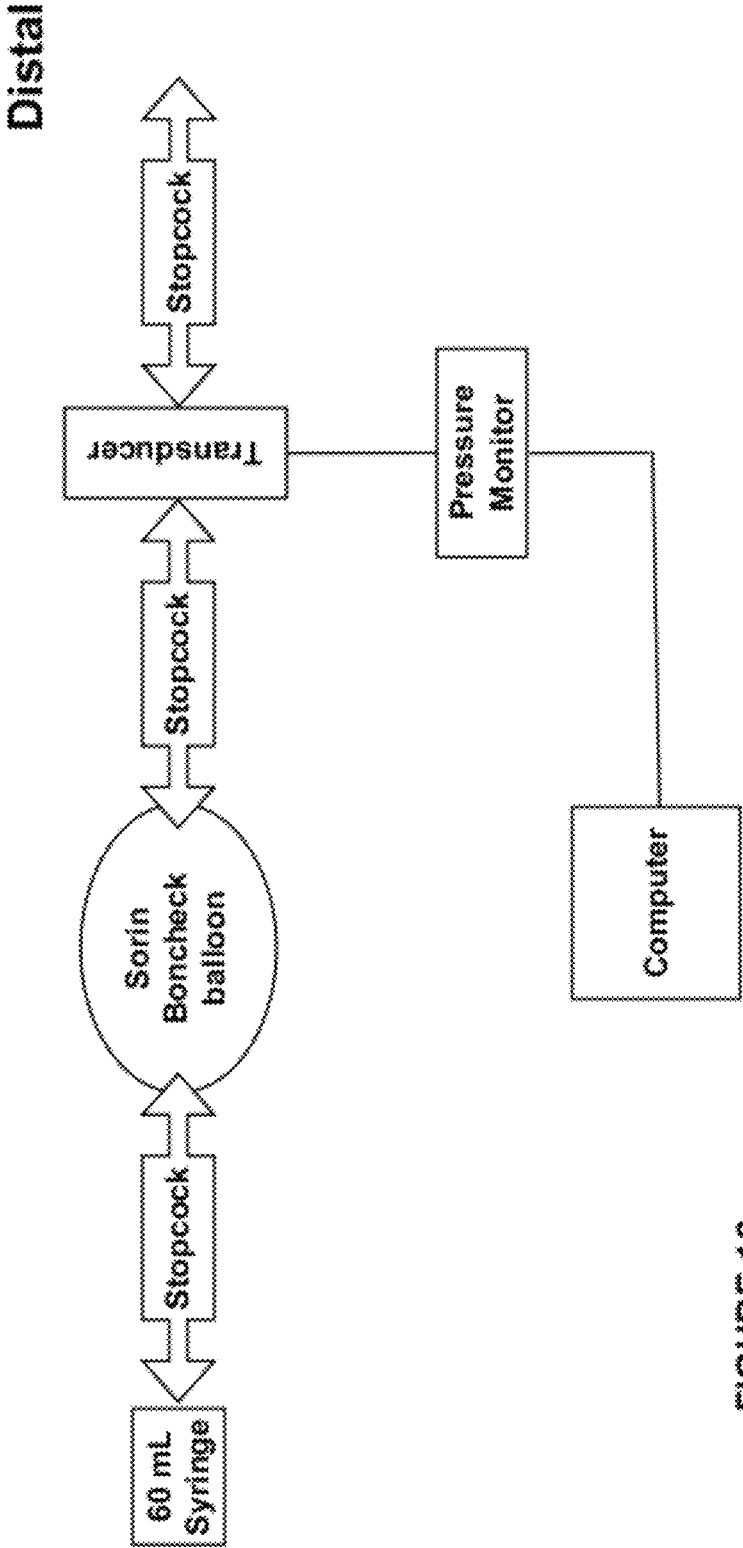 Distal
60 mL
Syringe
Stopcock
Sorin
Boncheck
balloon
Stopcock
Transducer
Stopcock
Pressure
Monitor
Computer